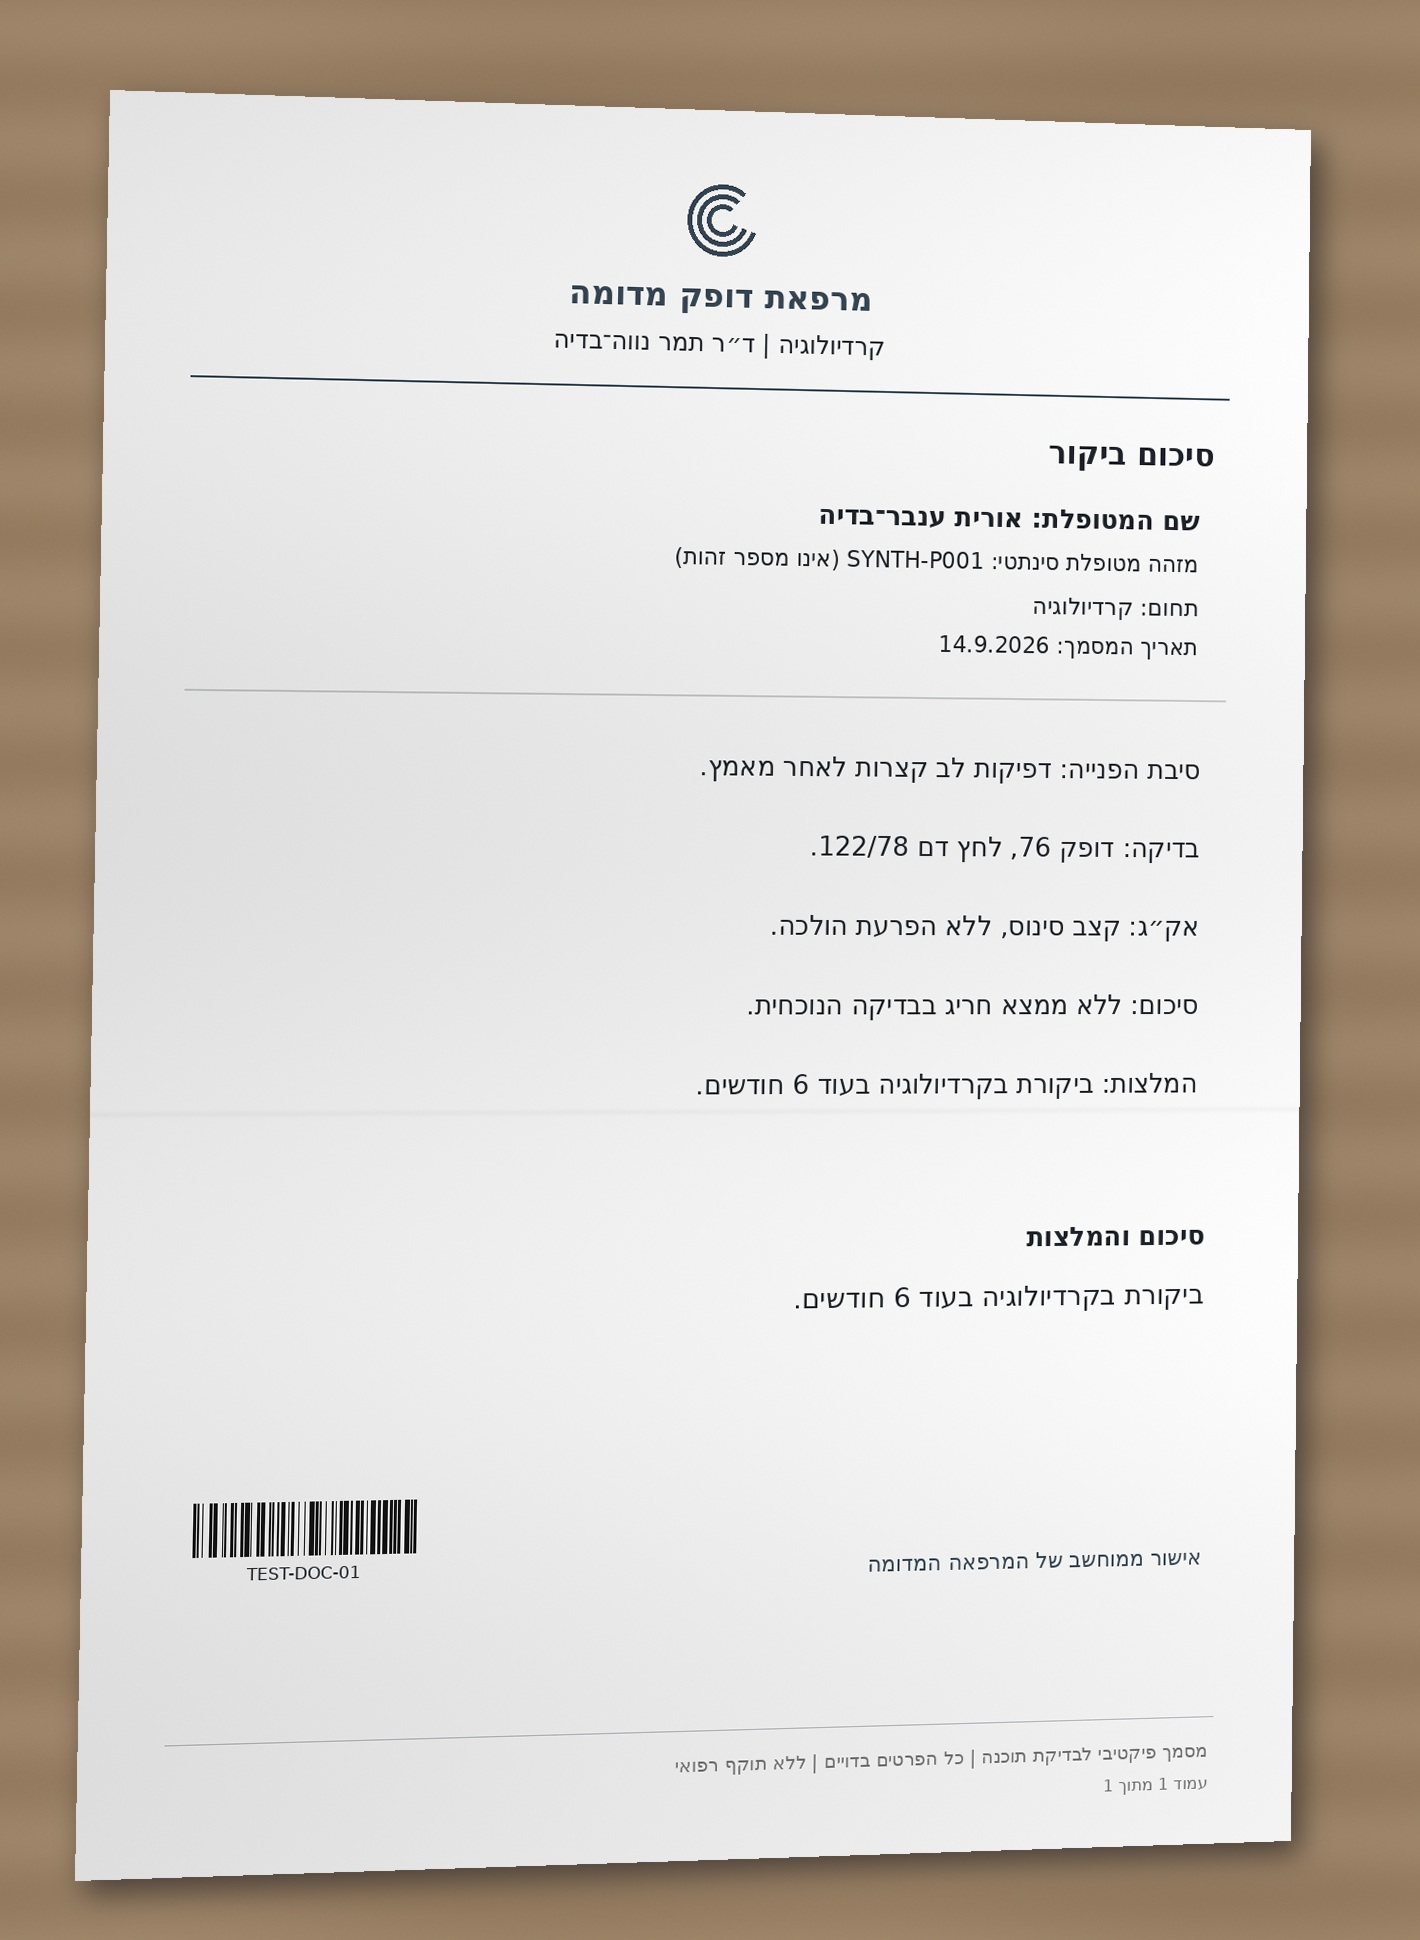 מרפאת דופק מדומה
קרדיולוגיה | ד״ר תמר נווה־בדיה
סיכום ביקור
שם המטופלת: אורית ענבר־בדיה
מזהה מטופלת סינתטי: SYNTH-P001 (אינו מספר זהות)
תחום: קרדיולוגיה
תאריך המסמך: 14.9.2026
סיבת הפנייה: דפיקות לב קצרות לאחר מאמץ.
בדיקה: דופק 76, לחץ דם 122/78.
אק״ג: קצב סינוס, ללא הפרעת הולכה.
סיכום: ללא ממצא חריג בבדיקה הנוכחית.
המלצות: ביקורת בקרדיולוגיה בעוד 6 חודשים.
סיכום והמלצות
ביקורת בקרדיולוגיה בעוד 6 חודשים.
אישור ממוחשב של המרפאה המדומה
TEST-DOC-01
מסמך פיקטיבי לבדיקת תוכנה | כל הפרטים בדויים | ללא תוקף רפואי
עמוד 1 מתוך 1